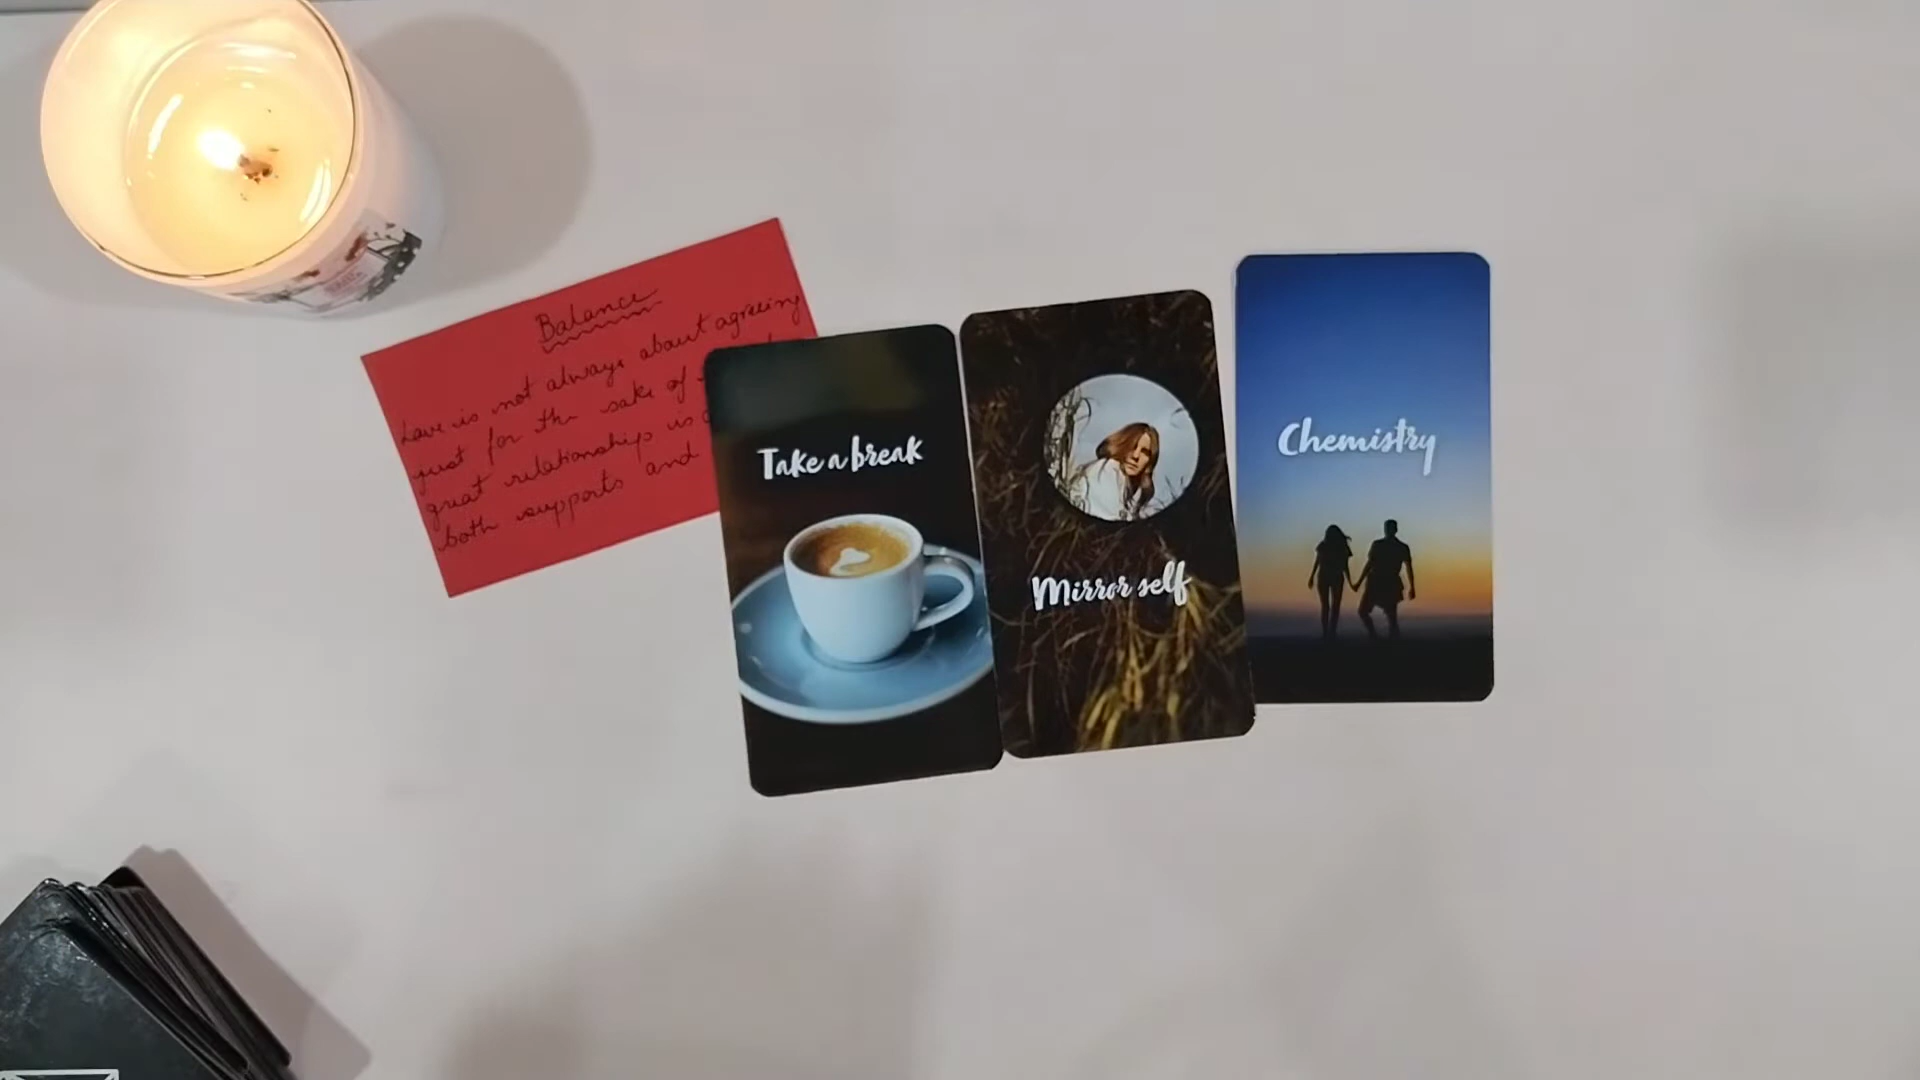 Balance
Love is not always about agreeing
just for the sake of
great relationship is
both supports and
Take a break
Mirror self
Chemistry